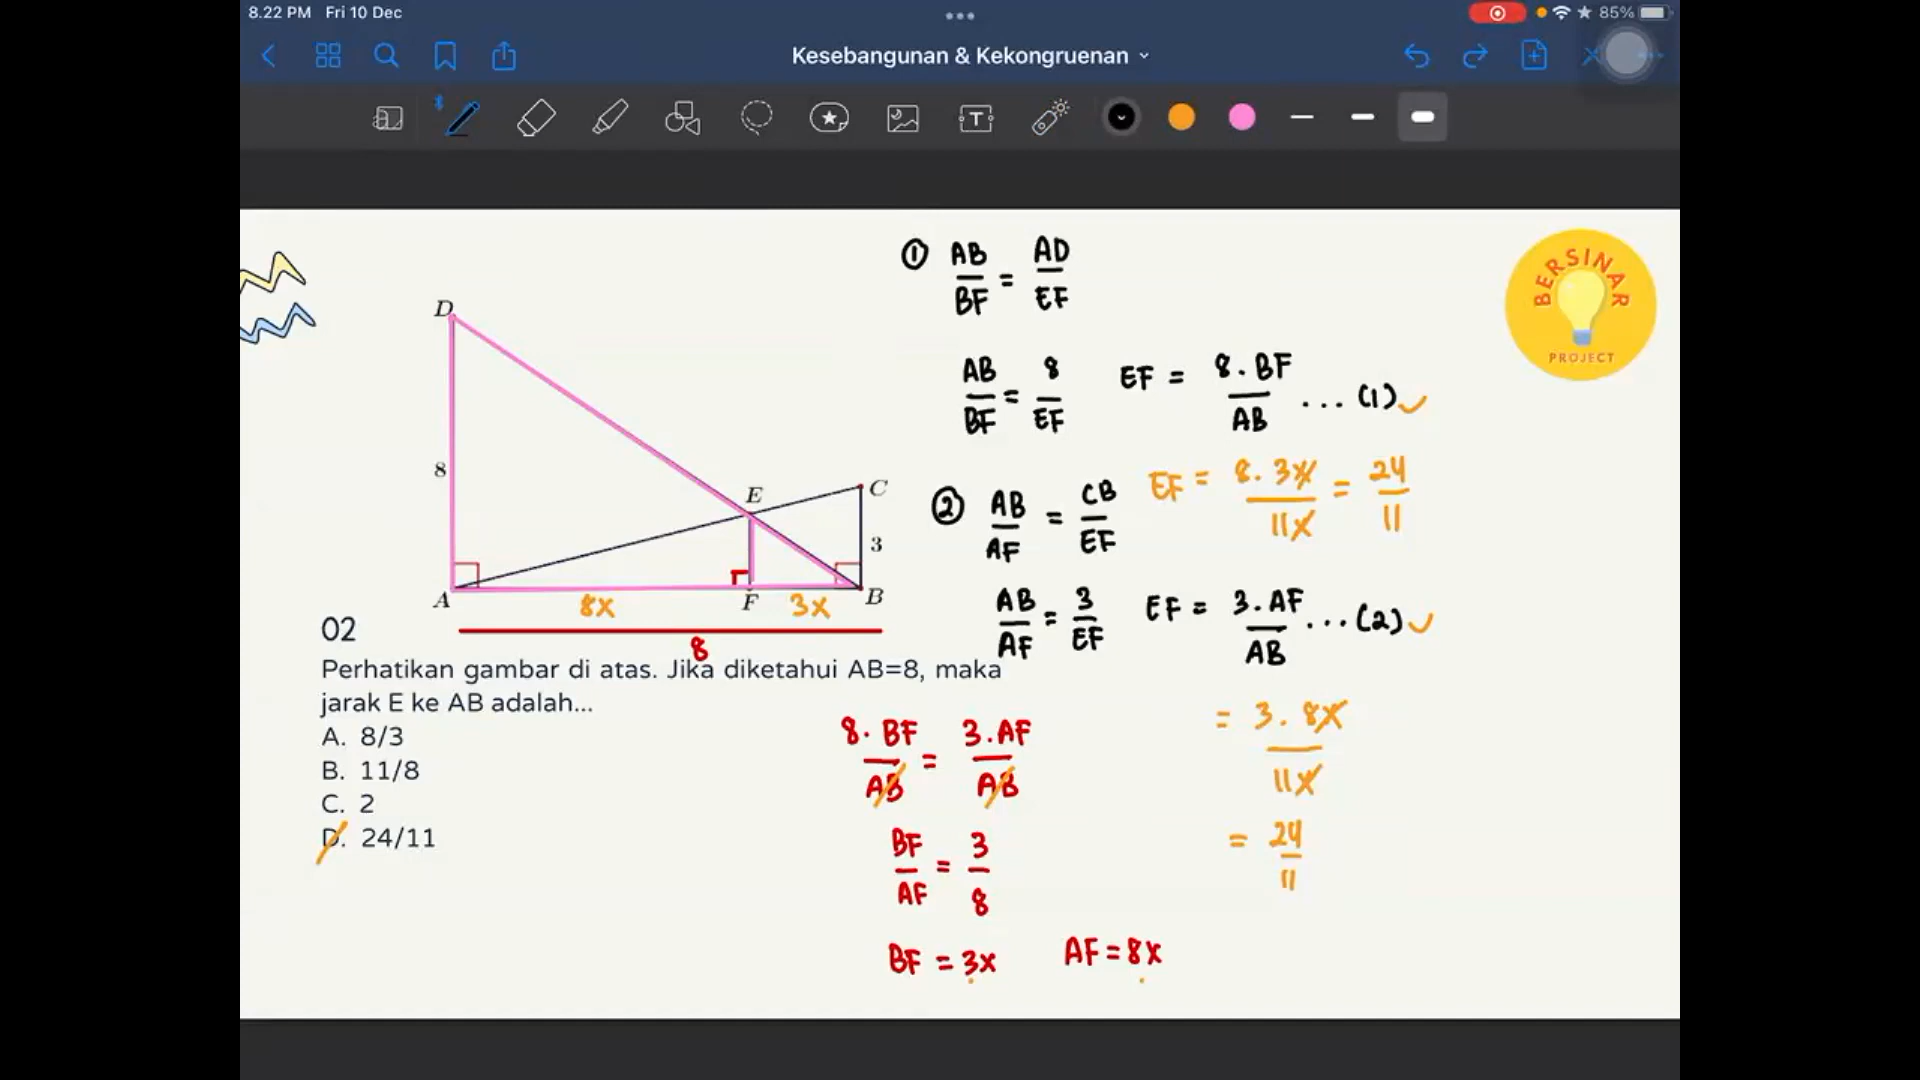 8.22 PM Fri 10 Dec
85%
Kesebangunan & Kekongruenan
T
BERSINAR
PROJECT
D
8
E
C
3
A
F
B
8x
3x
8
02
Perhatikan gambar di atas. Jika diketahui AB=8, maka
jarak E ke AB adalah...
A. 8/3
B. 11/8
C. 2
D. 24/11
① AB/BF = AD/EF
AB/BF = 8/EF EF = 8.BF/AB ...(1)
EF = 8.3x/11x = 24/11
② AB/AF = CB/EF
AB/AF = 3/EF EF = 3.AF/AB ...(2)
= 3.8x/11x
= 24/11
8.BF/AB = 3.AF/AB
BF/AF = 3/8
BF = 3x AF = 8x